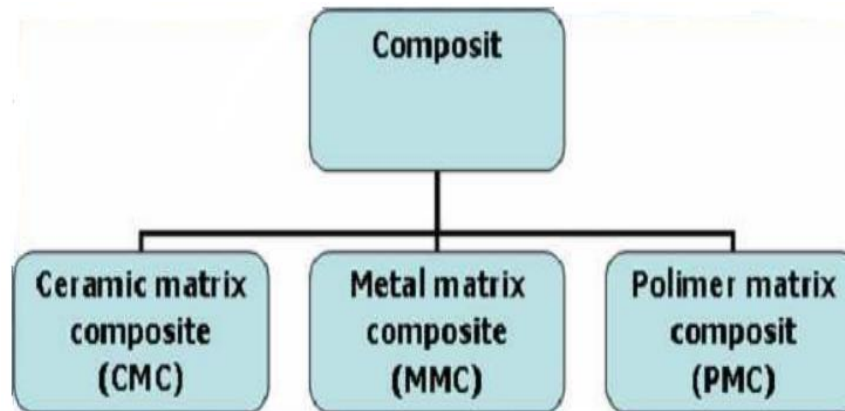 Composit
Ceramic matrix
composite
(CMC)
Metal matrix
composite
(MMC)
Polimer matrix
composit
(PMC)